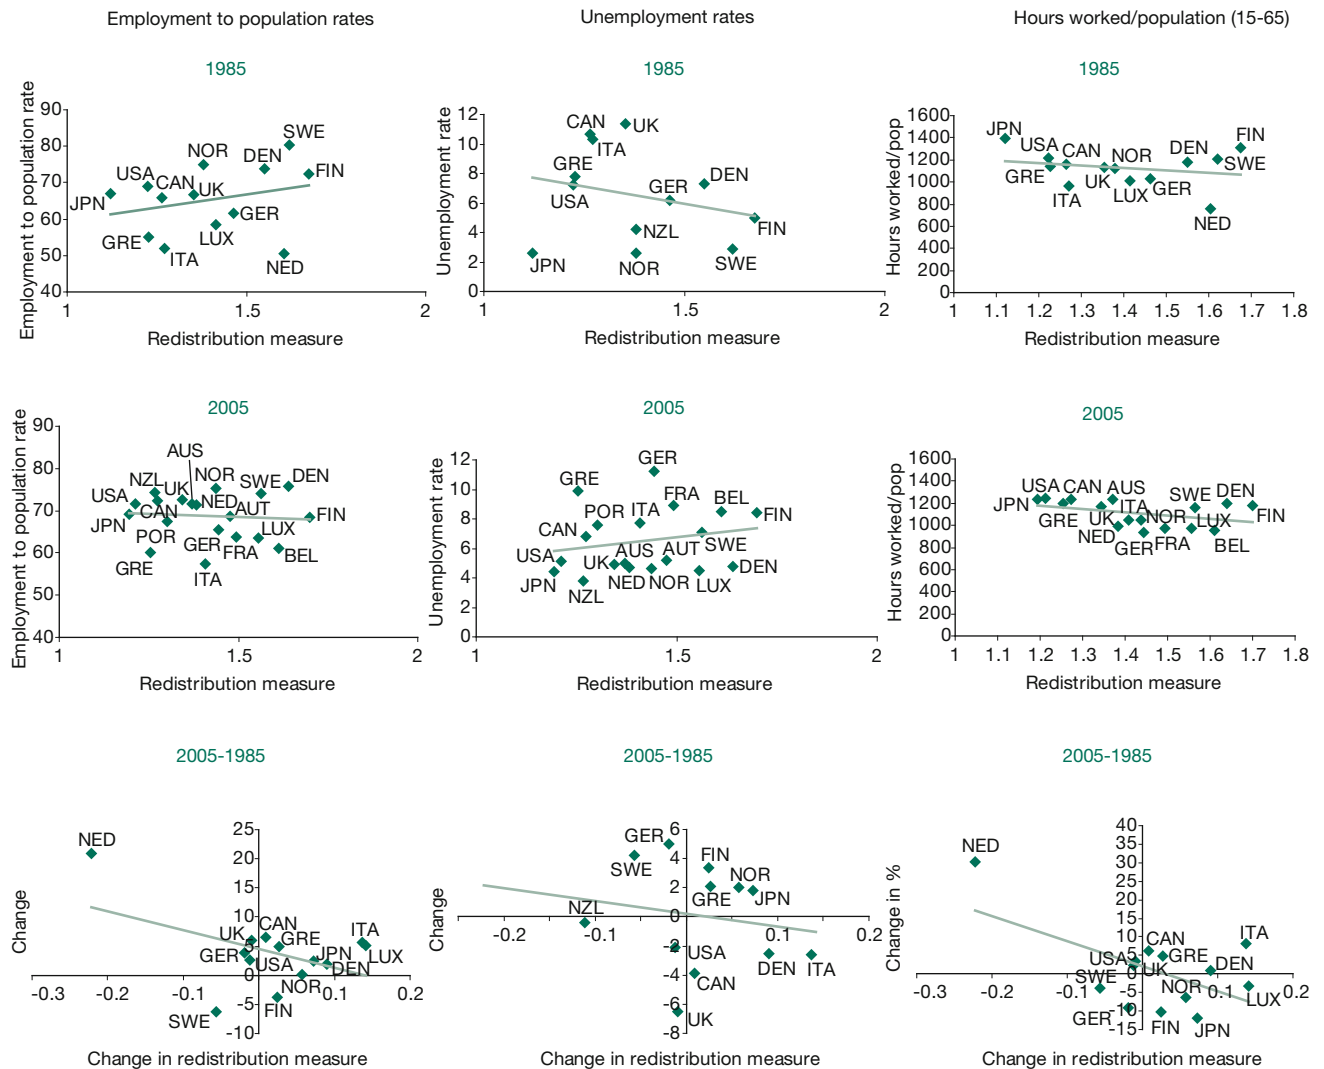 Employment to population rates
Unemployment rates
Hours worked/population (15-65)
1985
1985
1985
Employment to population rate
90
80
70
60
50
40
1
1.5
2
SWE
NOR
DEN
FIN
USA
CAN
UK
JPN
GER
GRE
LUX
ITA
NED
Redistribution measure
Unemployment rate
12
10
8
6
4
2
0
1
1.5
2
CAN
UK
ITA
GRE
DEN
GER
USA
FIN
NZL
JPN
NOR
SWE
Redistribution measure
Hours worked/pop
1600
1400
1200
1000
800
600
400
200
0
1
1.1
1.2
1.3
1.4
1.5
1.6
1.7
1.8
JPN
FIN
USA
CAN
NOR
DEN
SWE
GRE
UK
GER
ITA
LUX
NED
Redistribution measure
2005
2005
2005
Employment to population rate
90
80
70
60
50
40
1
1.5
2
AUS
NZL
UK
NOR
SWE
DEN
USA
NED
AUT
CAN
FIN
JPN
LUX
POR
GER
FRA
BEL
GRE
ITA
Redistribution measure
Unemployment rate
12
10
8
6
4
2
0
1
1.5
2
GER
GRE
FRA
BEL
POR
ITA
FIN
CAN
SWE
USA
UK
AUS
AUT
JPN
NED
NOR
DEN
NZL
LUX
Redistribution measure
Hours worked/pop
1600
1400
1200
1000
800
600
400
200
0
1
1.1
1.2
1.3
1.4
1.5
1.6
1.7
1.8
USA
CAN
AUS
SWE
DEN
JPN
ITA
FIN
GRE
UK
NOR
LUX
NED
GER
FRA
BEL
Redistribution measure
2005-1985
2005-1985
2005-1985
Change
25
20
15
10
5
0
-5
-10
-0.3
-0.2
-0.1
0.1
0.2
NED
CAN
ITA
UK
GRE
LUX
GER
JPN
USA
DEN
NOR
FIN
SWE
Change in redistribution measure
Change
6
4
2
0
-2
-4
-6
-8
-0.2
-0.1
0.1
0.2
GER
SWE
FIN
NOR
GRE
JPN
NZL
USA
DEN
ITA
CAN
UK
Change in redistribution measure
Change in %
40
35
30
25
20
15
10
5
0
-5
-10
-15
-0.3
-0.2
-0.1
0.1
0.2
NED
ITA
CAN
USA
GRE
DEN
UK
SWE
NOR
LUX
GER
FIN
JPN
Change in redistribution measure